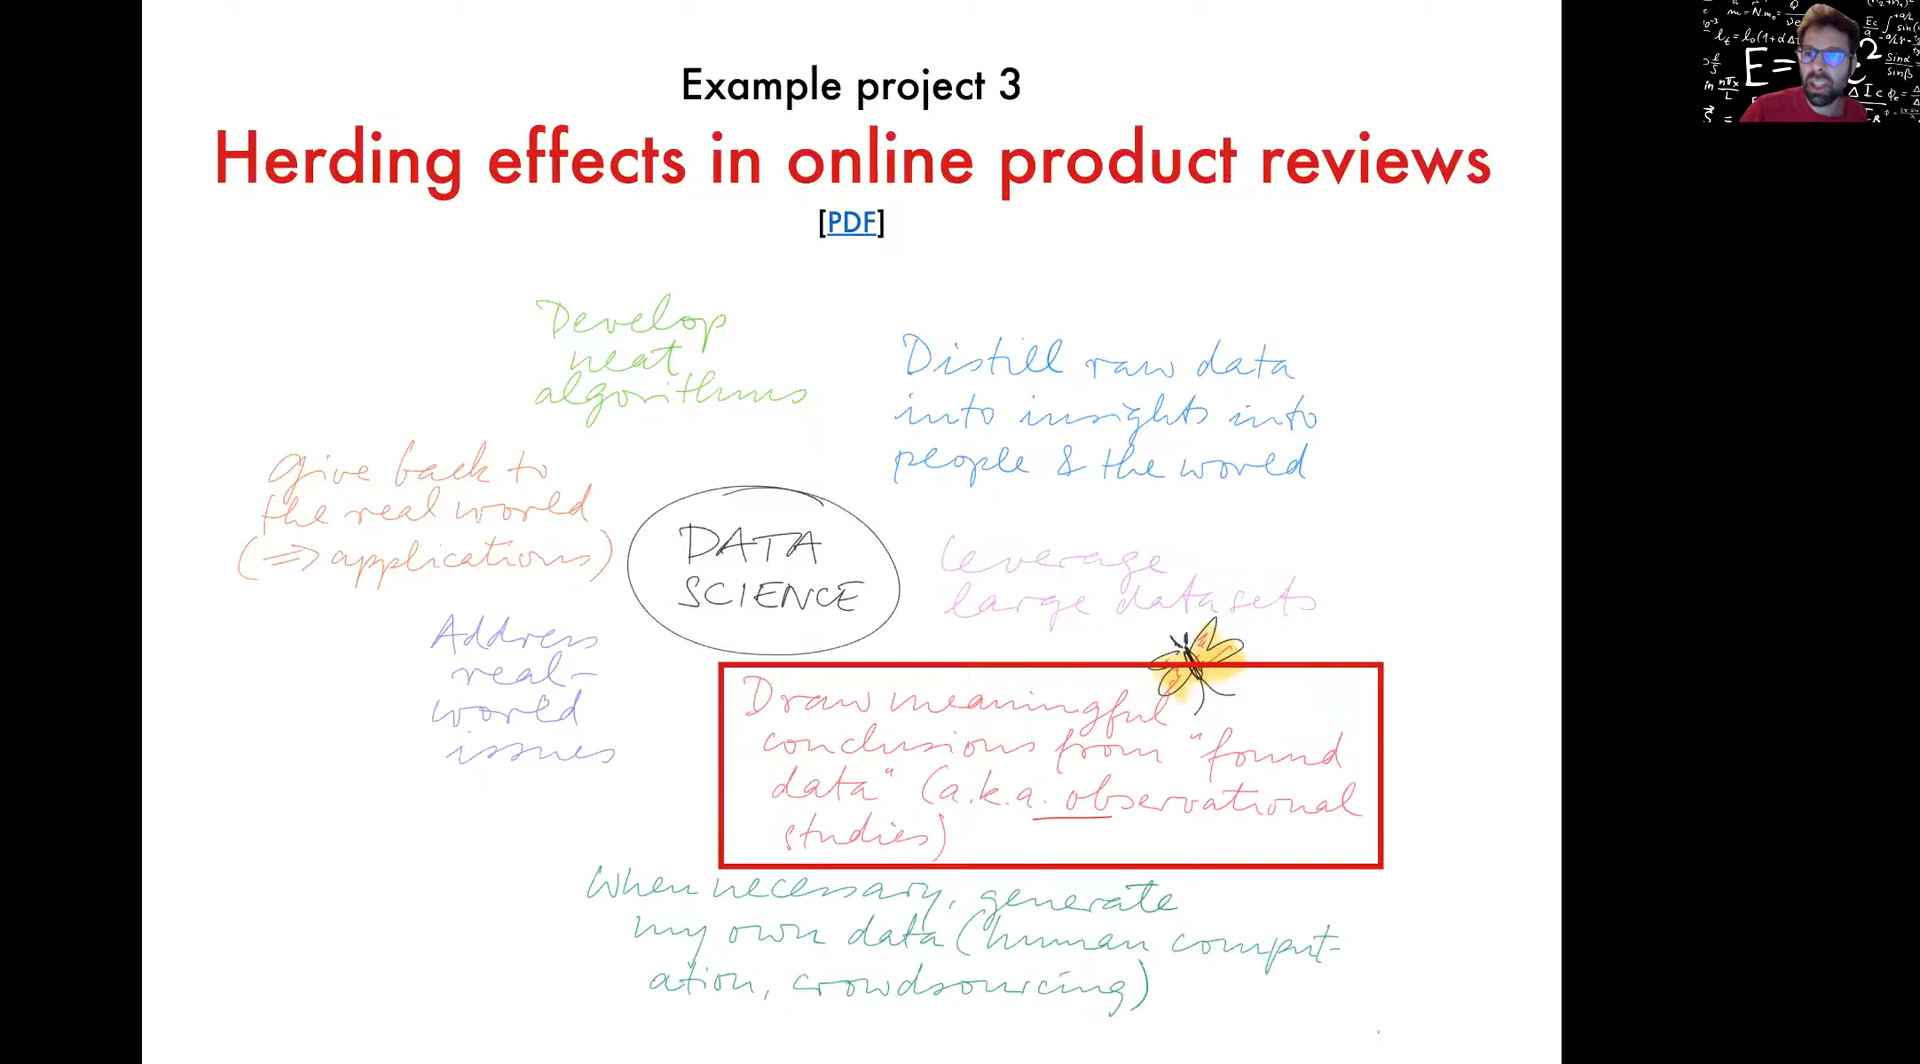 Example project 3
Herding effects in online product reviews
[PDF]
Develop
neat
algorithms
Distill raw data
into insights into
people & the world
Give back to
the real world
(=> applications)
DATA
SCIENCE
Leverage
large datasets
Address
real-
world
issues
Draw meaningful
conclusions from "found
data" (a.k.a. observational
studies)
When necessary, generate
my own data (human comput-
ation, crowdsourcing)